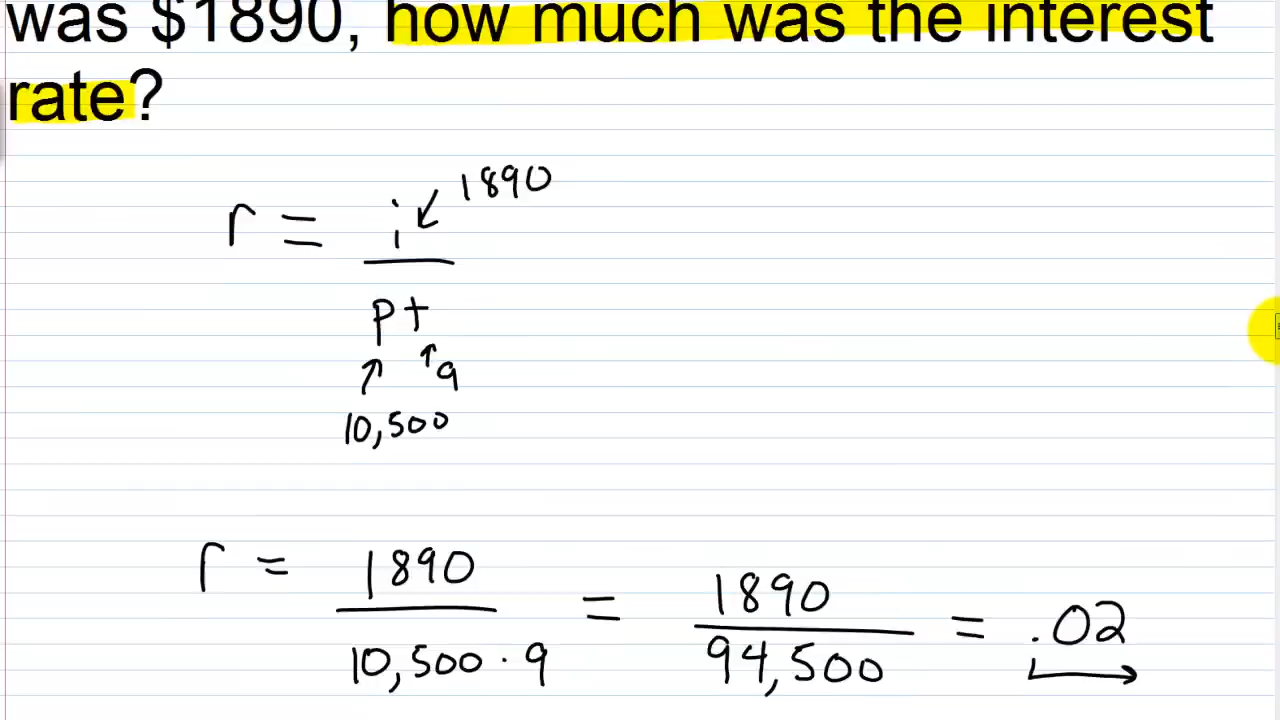 was $1890, how much was the interest
rate?
r = i ↙ 1890
pt
↗ ↑ 9
10,500
r = 1890 / 10,500 · 9 = 1890 / 94,500 = .02